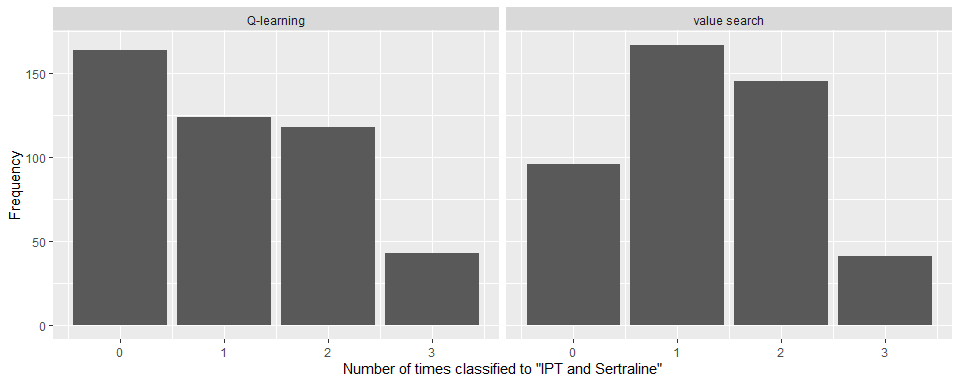 Q-learning
value search
Frequency
150
100
50
0
0 1 2 3
0 1 2 3
Number of times classified to "IPT and Sertraline"